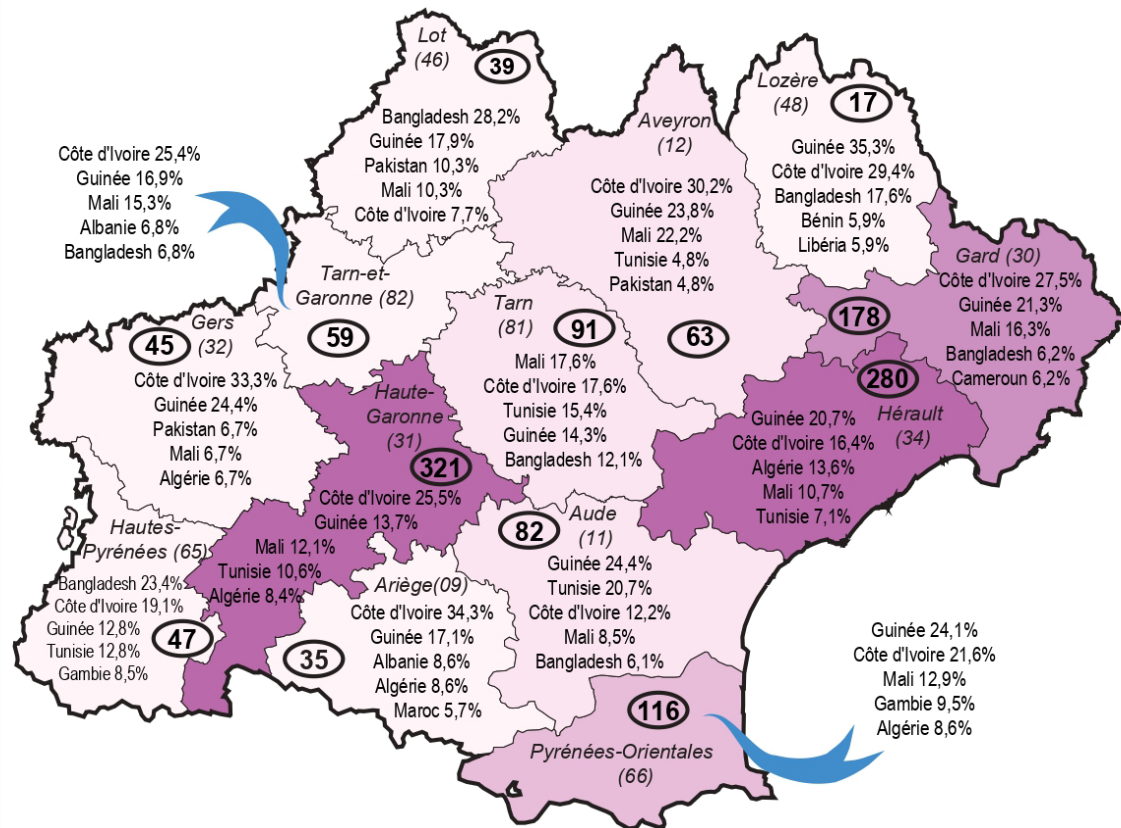 Lot
(46)
39
Bangladesh 28,2%
Guinée 17,9%
Pakistan 10,3%
Mali 10,3%
Côte d'Ivoire 7,7%
Lozère
(48)
17
Guinée 35,3%
Côte d'Ivoire 29,4%
Bangladesh 17,6%
Bénin 5,9%
Libéria 5,9%
Aveyron
(12)
Côte d'Ivoire 30,2%
Guinée 23,8%
Mali 22,2%
Tunisie 4,8%
Pakistan 4,8%
63
Côte d'Ivoire 25,4%
Guinée 16,9%
Mali 15,3%
Albanie 6,8%
Bangladesh 6,8%
Tarn-et-
Garonne (82)
59
Gard (30)
Côte d'Ivoire 27,5%
Guinée 21,3%
Mali 16,3%
Bangladesh 6,2%
Cameroun 6,2%
178
Gers
(32)
45
Côte d'Ivoire 33,3%
Guinée 24,4%
Pakistan 6,7%
Mali 6,7%
Algérie 6,7%
Tarn
(81)
91
Mali 17,6%
Côte d'Ivoire 17,6%
Tunisie 15,4%
Guinée 14,3%
Bangladesh 12,1%
280
Hérault
(34)
Guinée 20,7%
Côte d'Ivoire 16,4%
Algérie 13,6%
Mali 10,7%
Tunisie 7,1%
Haute-
Garonne
(31)
321
Côte d'Ivoire 25,5%
Guinée 13,7%
Mali 12,1%
Tunisie 10,6%
Algérie 8,4%
Hautes-
Pyrénées (65)
Bangladesh 23,4%
Côte d'Ivoire 19,1%
Guinée 12,8%
Tunisie 12,8%
Gambie 8,5%
47
Ariège(09)
Côte d'Ivoire 34,3%
Guinée 17,1%
Albanie 8,6%
Algérie 8,6%
Maroc 5,7%
35
82
Aude
(11)
Guinée 24,4%
Tunisie 20,7%
Côte d'Ivoire 12,2%
Mali 8,5%
Bangladesh 6,1%
116
Pyrénées-Orientales
(66)
Guinée 24,1%
Côte d'Ivoire 21,6%
Mali 12,9%
Gambie 9,5%
Algérie 8,6%